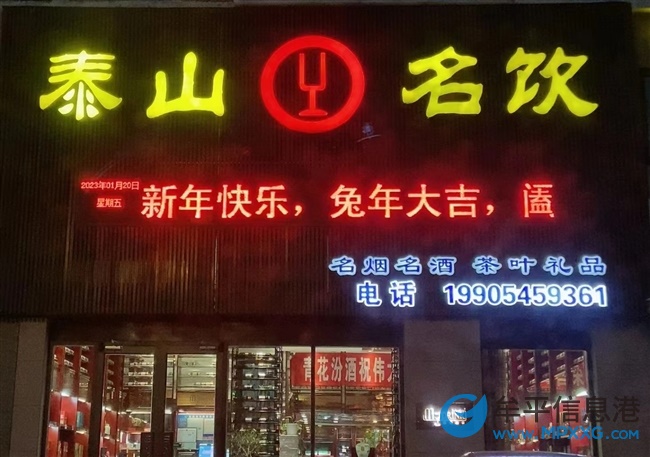 泰山 名饮
2023年01月20日
星期五
新年快乐，兔年大吉，阖
名烟名酒 茶叶礼品
电话 19905459361
青花汾酒祝伟大
牟平信息港
www.MPXXG.com